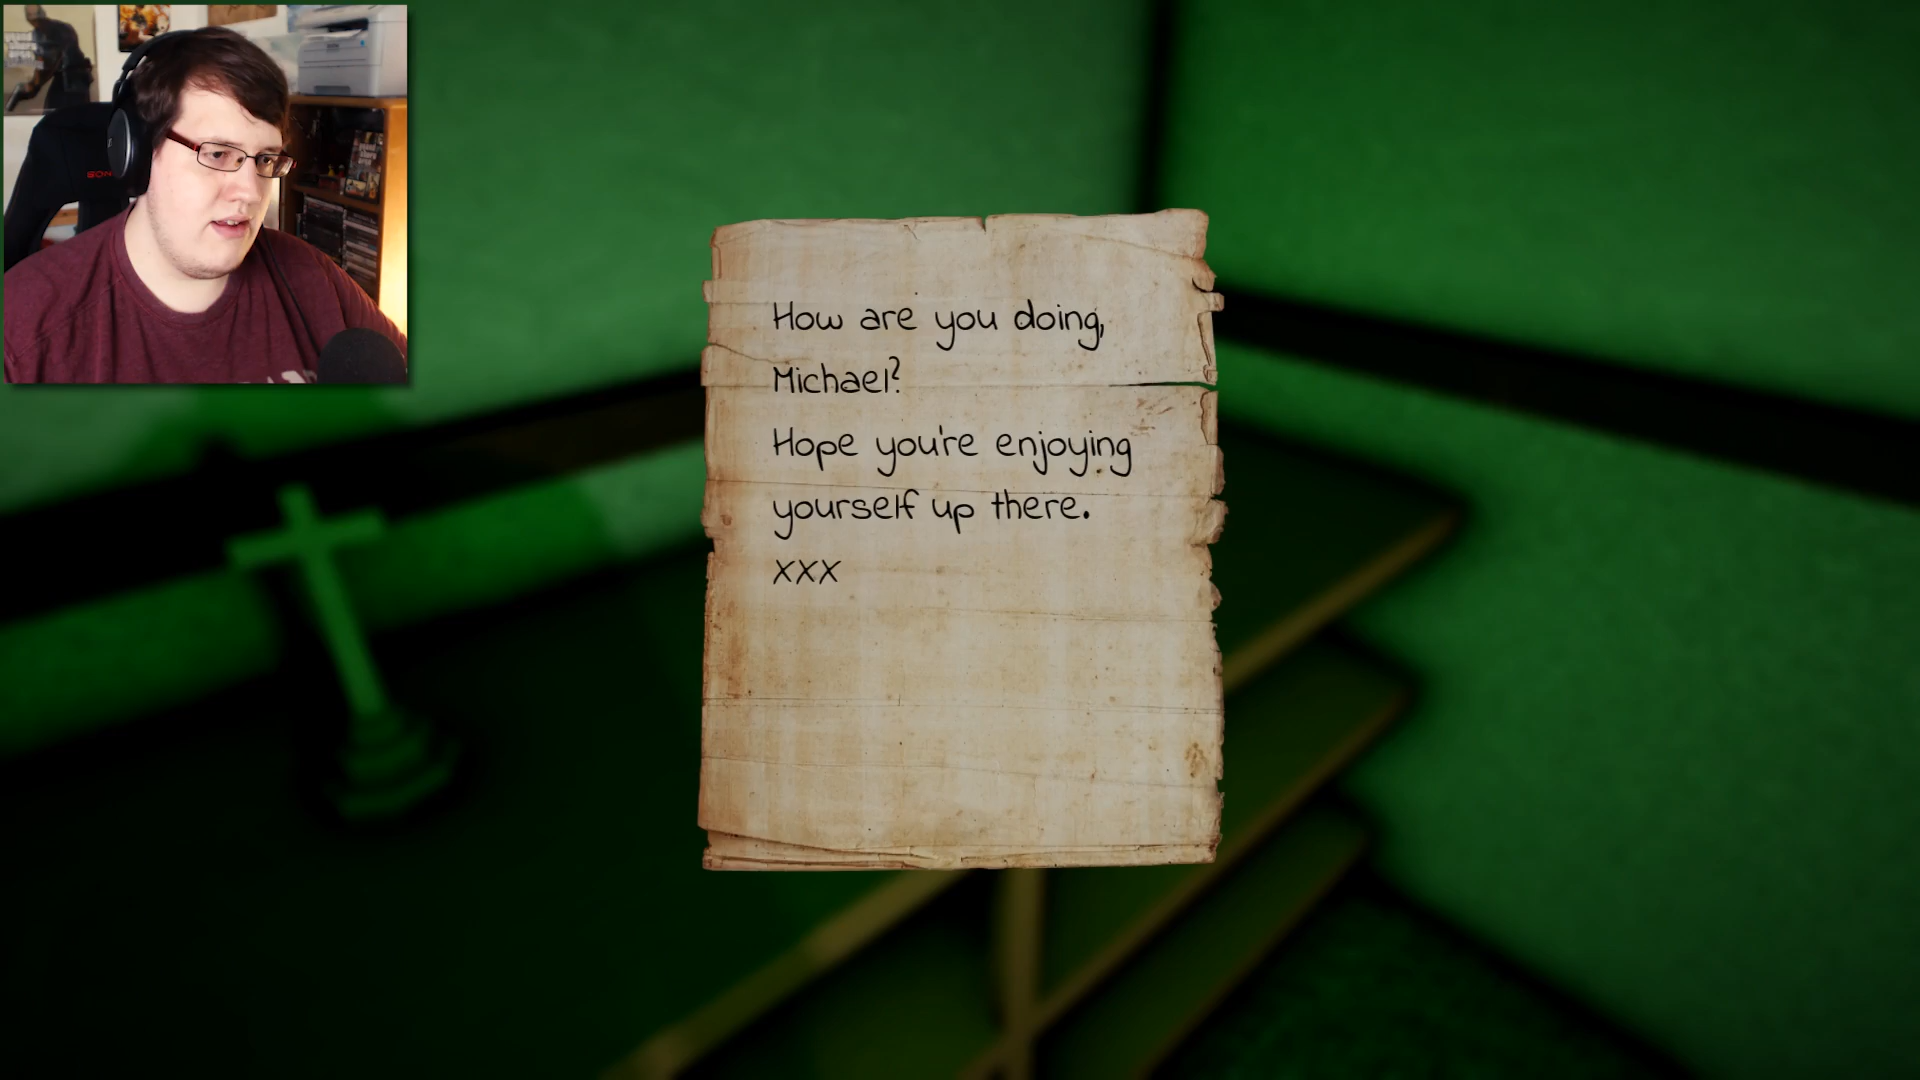 How are you doing,
Michael?
Hope you're enjoying
yourself up there.
xxx